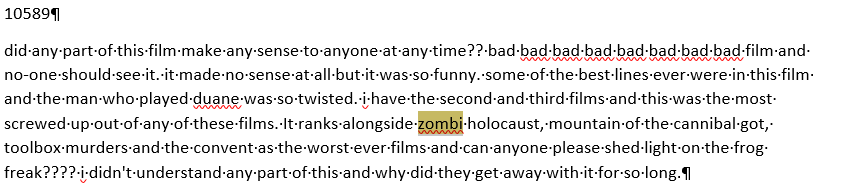 10589¶
did any part of this film make any sense to anyone at any time?? bad bad bad bad bad bad bad bad film and
no-one should see it. it made no sense at all but it was so funny. some of the best lines ever were in this film
and the man who played duane was so twisted. i have the second and third films and this was the most
screwed up out of any of these films. It ranks alongside zombi holocaust, mountain of the cannibal got,
toolbox murders and the convent as the worst ever films and can anyone please shed light on the frog
freak???? i didn't understand any part of this and why did they get away with it for so long.¶